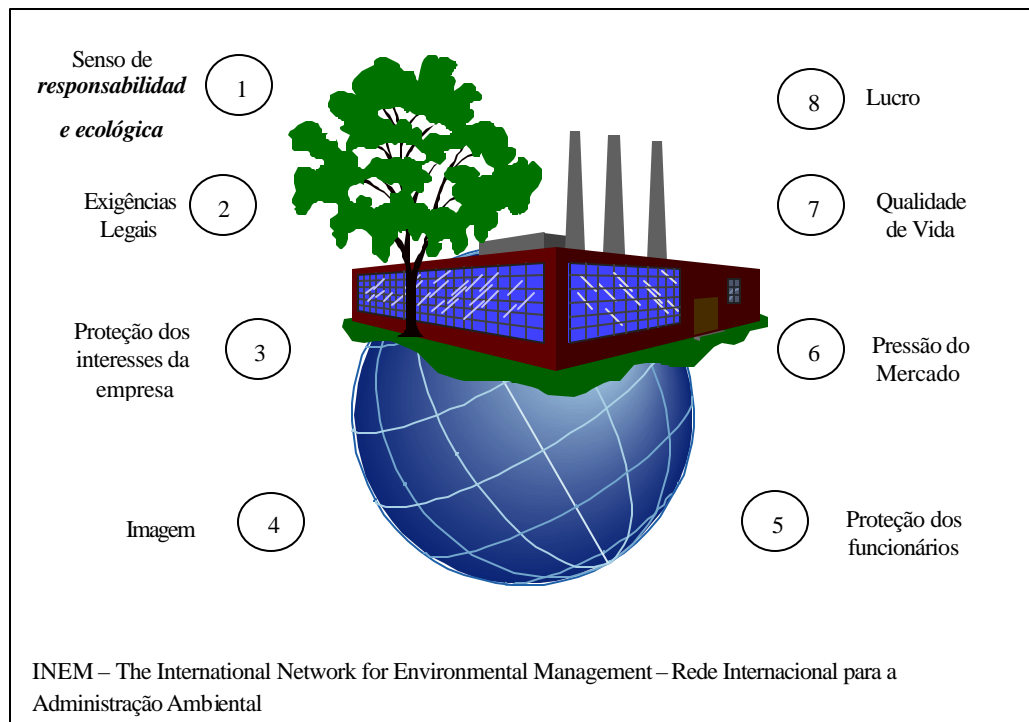 Senso de
responsabilidad
e ecológica
1
Exigências
Legais
2
Proteção dos
interesses da
empresa
3
Imagem
4
8
Lucro
7
Qualidade
de Vida
6
Pressão do
Mercado
5
Proteção dos
funcionários
INEM – The International Network for Environmental Management – Rede Internacional para a
Administração Ambiental